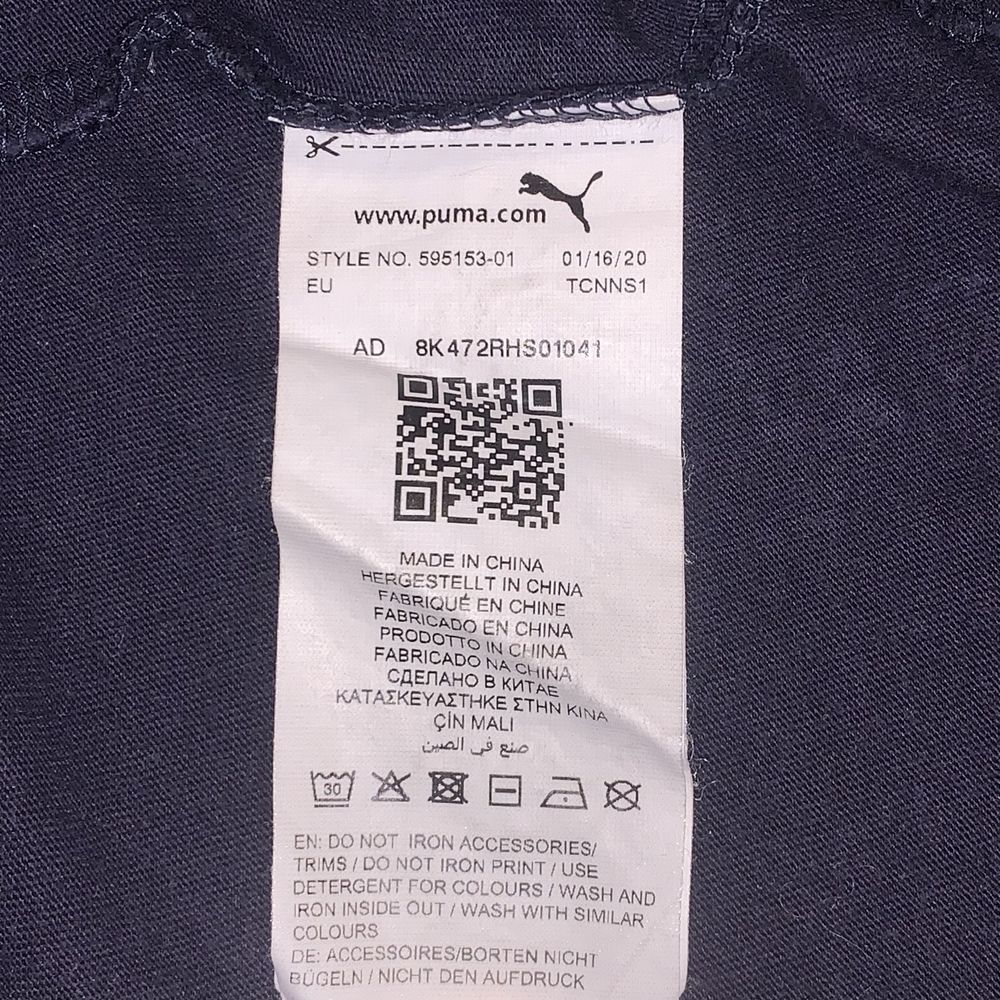 www.puma.com
STYLE NO. 595153-01 01/16/20
EU TCNNS1
AD 8K472RHS01041
MADE IN CHINA
HERGESTELLT IN CHINA
FABRIQUÉ EN CHINE
FABRICADO EN CHINA
PRODOTTO IN CHINA
FABRICADO NA CHINA
СДЕЛАНО В КИТАЕ
ΚΑΤΑΣΚΕΥΑΣΤΗΚΕ ΣΤΗΝ ΚΙΝΑ
ÇİN MALI
صنع في الصين
30
EN: DO NOT IRON ACCESSORIES/
TRIMS / DO NOT IRON PRINT / USE
DETERGENT FOR COLOURS / WASH AND
IRON INSIDE OUT / WASH WITH SIMILAR
COLOURS
DE: ACCESSOIRES/BORTEN NICHT
BÜGELN / NICHT DEN AUFDRUCK